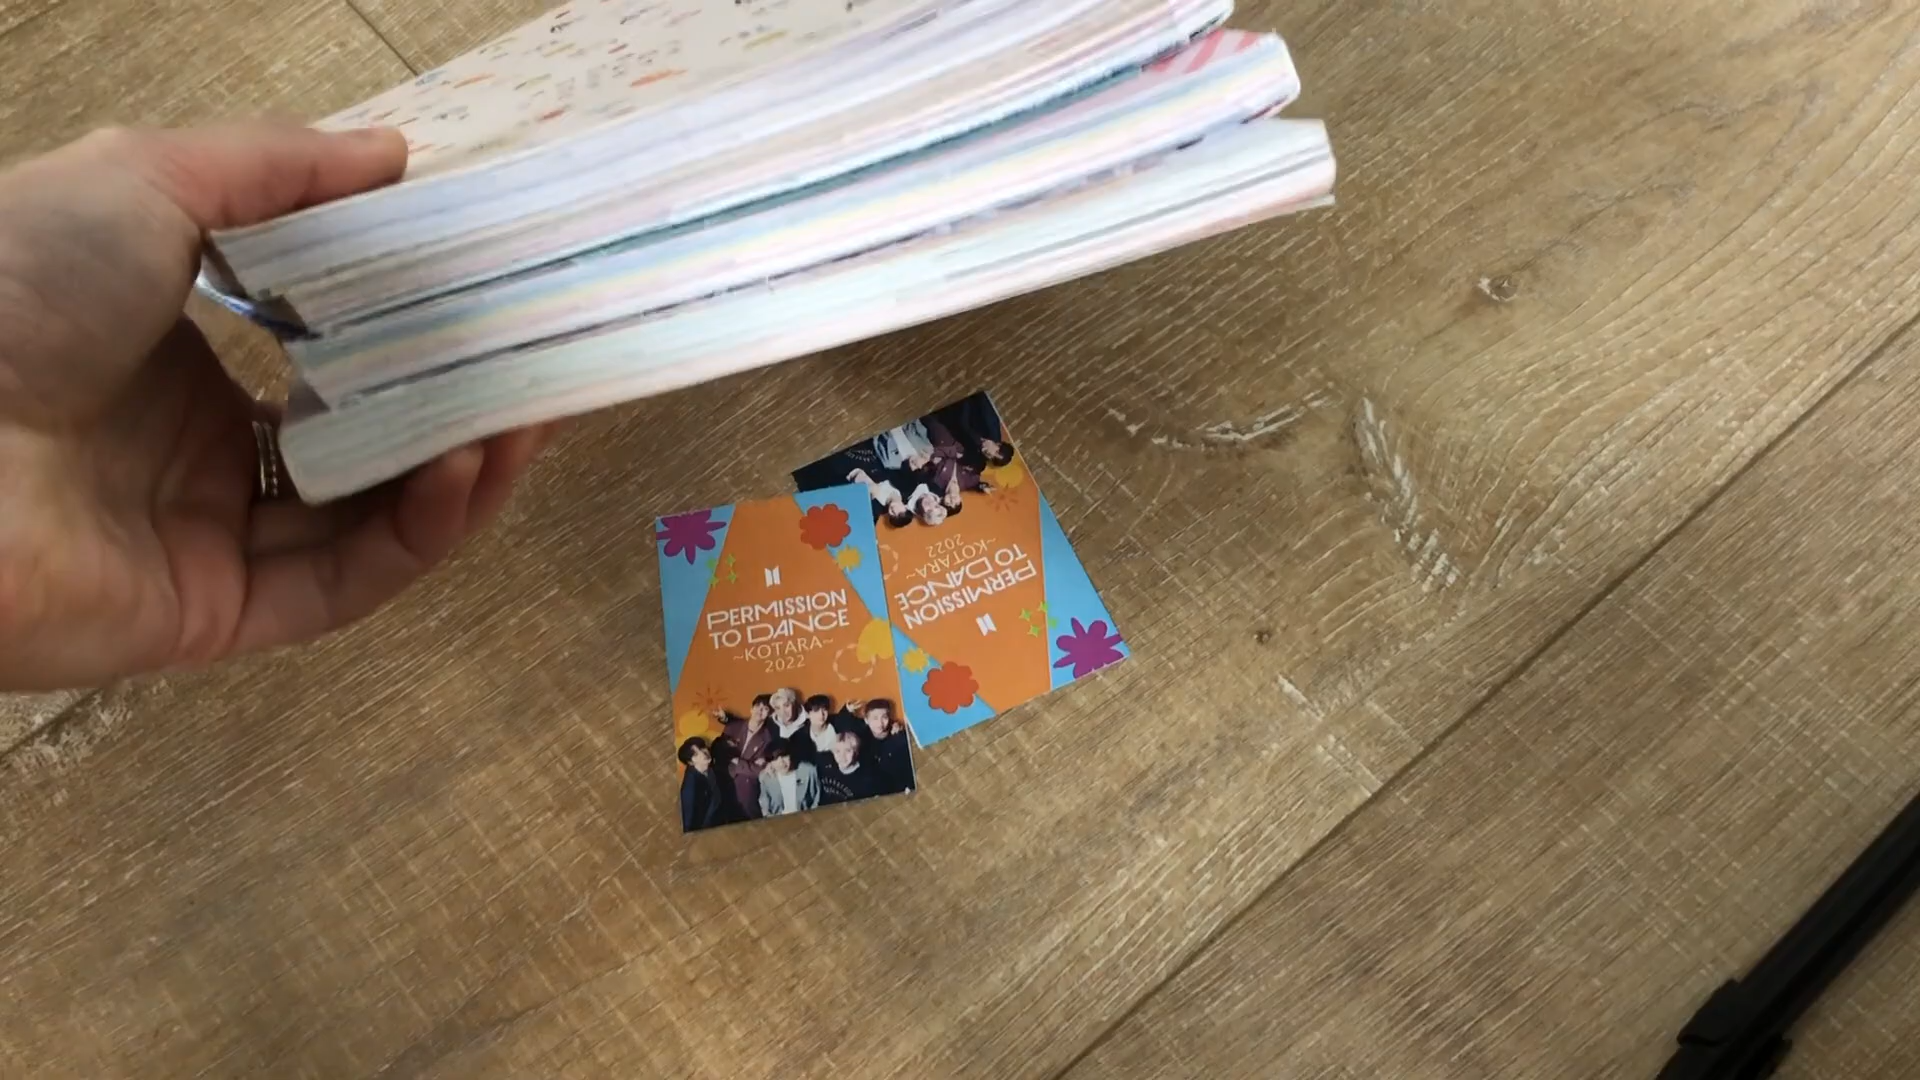 PERMISSION
TO DANCE
~KOTARA~
2022
PERMISSION
TO DANCE
~KOTARA~
2022